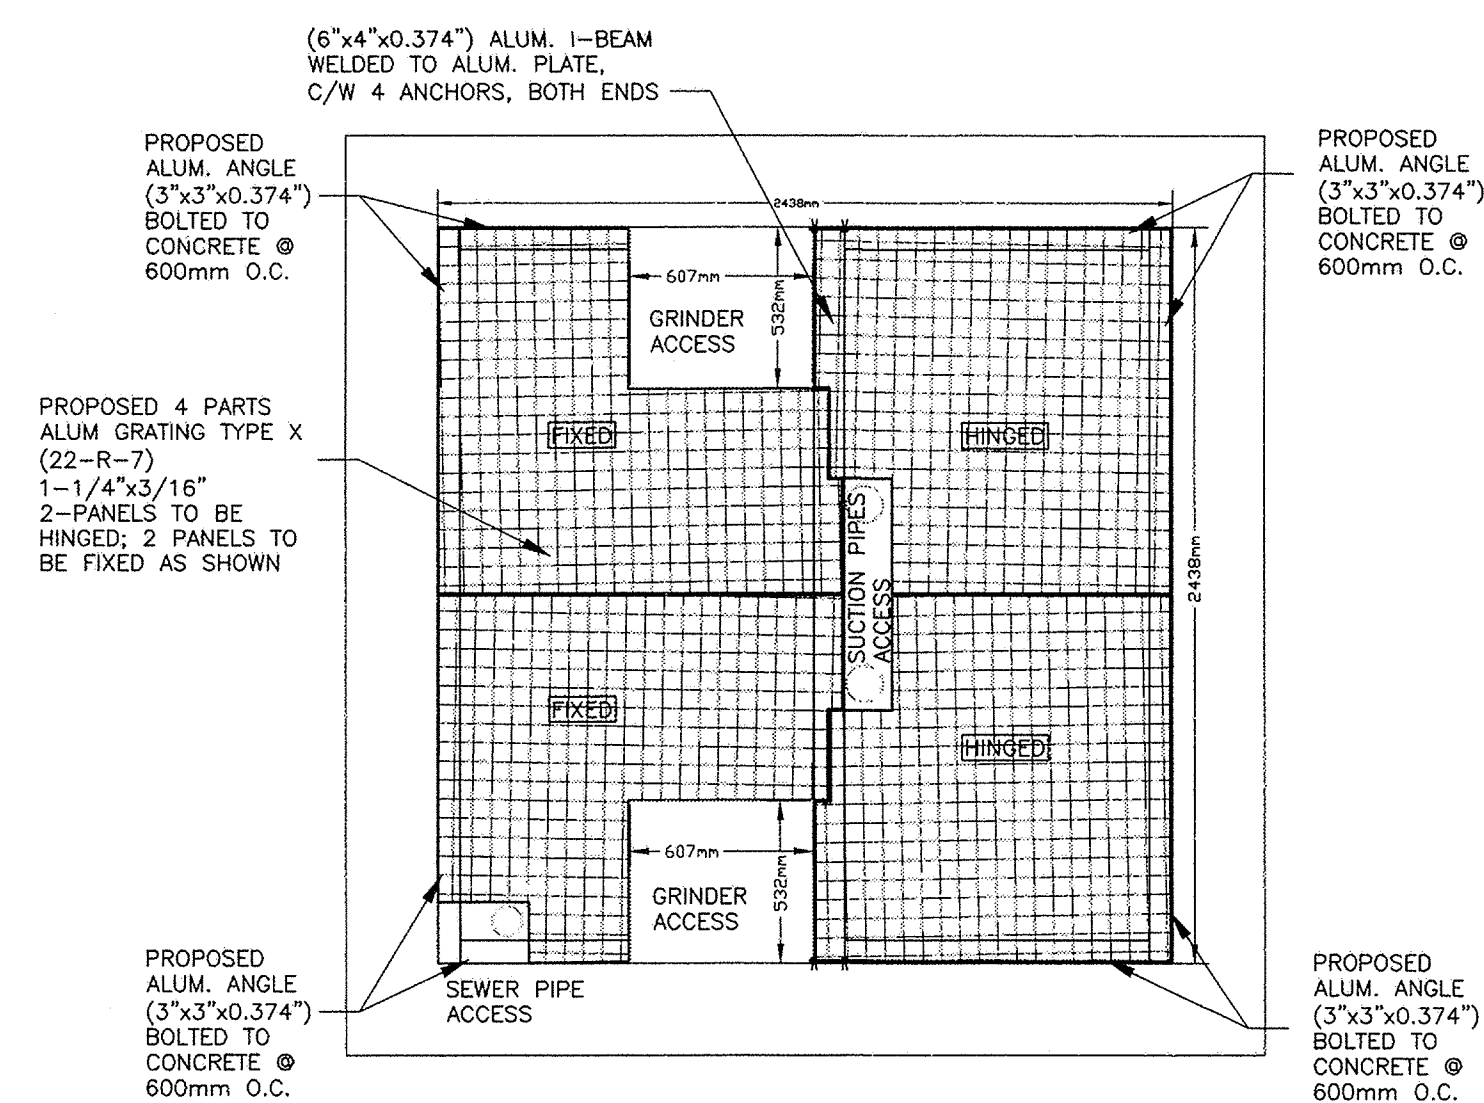 (6"x4"x0.374") ALUM. I-BEAM
WELDED TO ALUM. PLATE,
C/W 4 ANCHORS, BOTH ENDS
PROPOSED
ALUM. ANGLE
(3"x3"x0.374")
BOLTED TO
CONCRETE @
600mm O.C.
PROPOSED
ALUM. ANGLE
(3"x3"x0.374")
BOLTED TO
CONCRETE @
600mm O.C.
2438mm
607mm
532mm
GRINDER
ACCESS
PROPOSED 4 PARTS
ALUM GRATING TYPE X
(22-R-7)
1-1/4"x3/16"
2-PANELS TO BE
HINGED; 2 PANELS TO
BE FIXED AS SHOWN
FIXED
HINGED
SUCTION PIPES
ACCESS
2438mm
FIXED
HINGED
607mm
532mm
GRINDER
ACCESS
PROPOSED
ALUM. ANGLE
(3"x3"x0.374")
BOLTED TO
CONCRETE @
600mm O.C.
SEWER PIPE
ACCESS
PROPOSED
ALUM. ANGLE
(3"x3"x0.374")
BOLTED TO
CONCRETE @
600mm O.C.